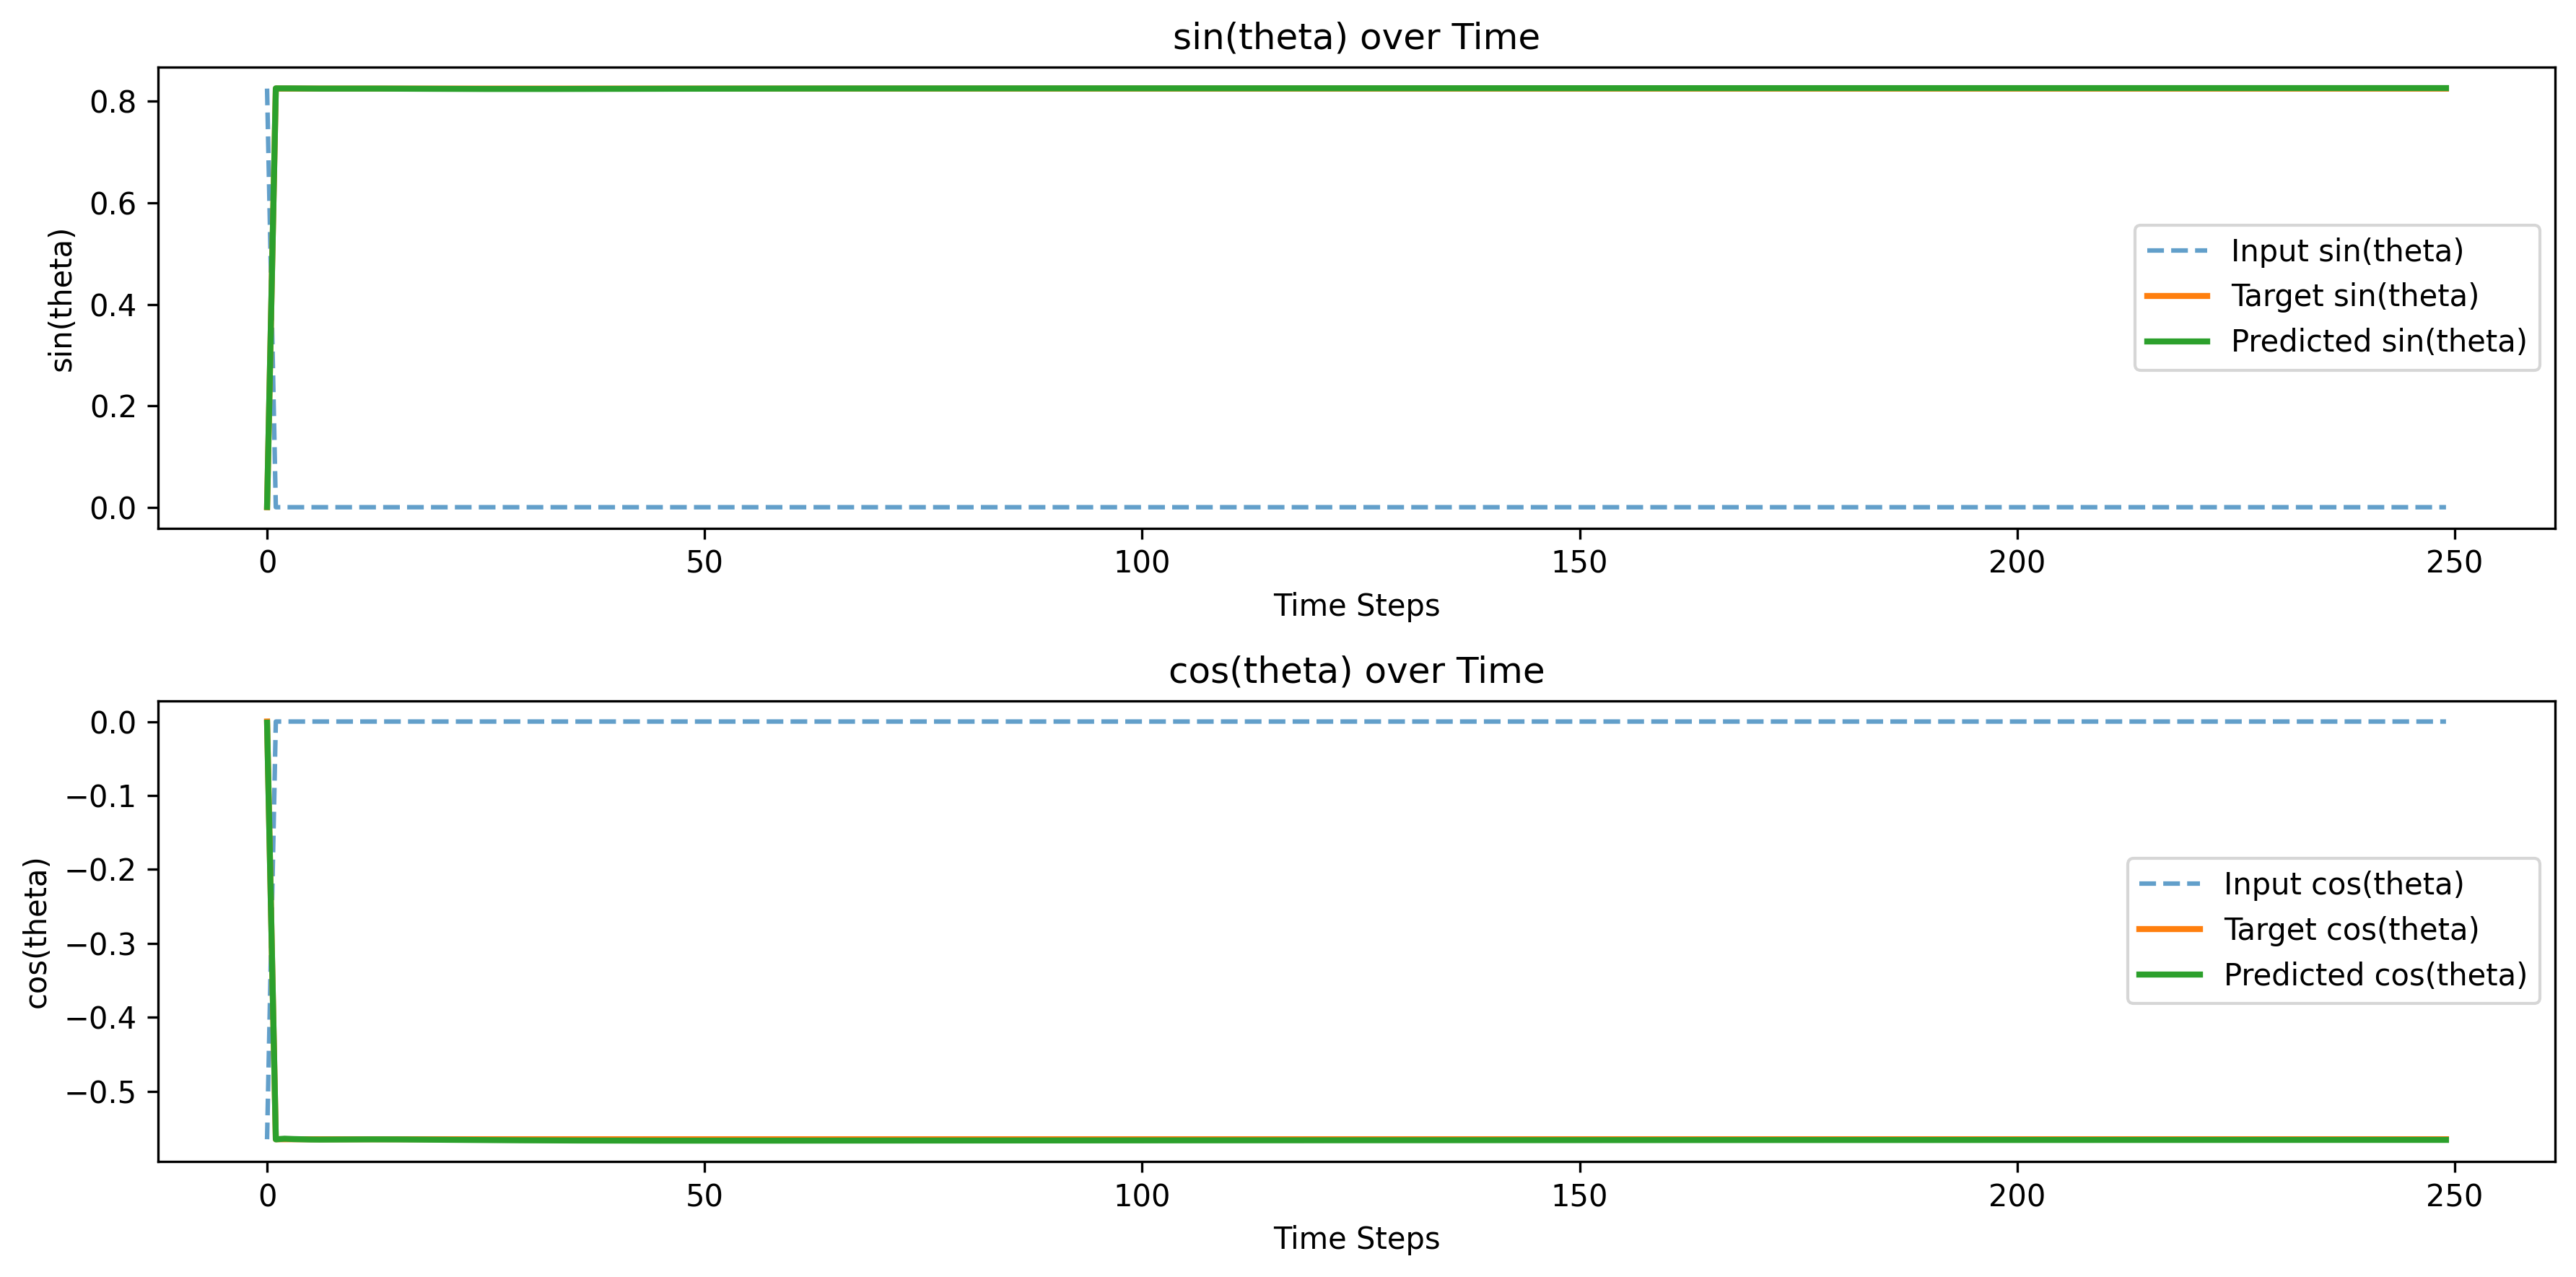 sin(theta) over Time
sin(theta)
0.8
0.6
0.4
0.2
0.0
Input sin(theta)
Target sin(theta)
Predicted sin(theta)
0 50 100 150 200 250
Time Steps
cos(theta) over Time
cos(theta)
0.0
−0.1
−0.2
−0.3
−0.4
−0.5
Input cos(theta)
Target cos(theta)
Predicted cos(theta)
0 50 100 150 200 250
Time Steps